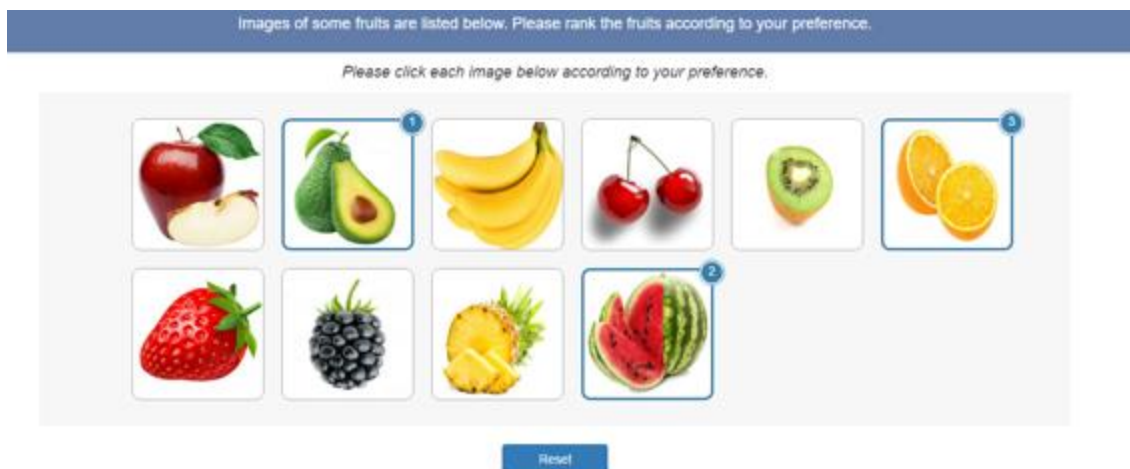 Images of some fruits are listed below. Please rank the fruits according to your preference.
Please click each image below according to your preference.
1
3
2
Reset